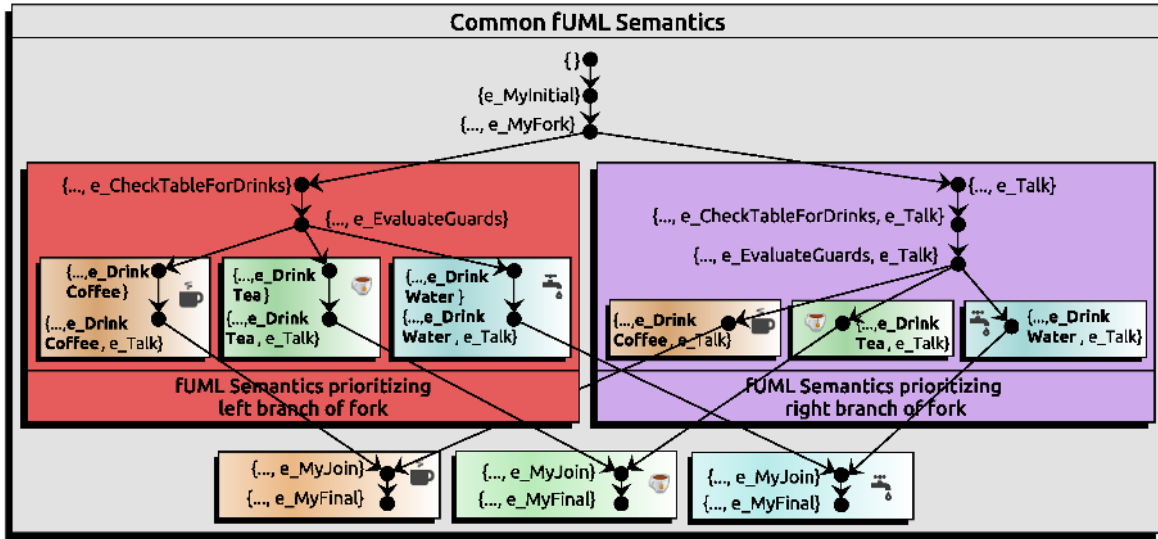 Common fUML Semantics
{}
{e_MyInitial}
{..., e_MyFork}
{..., e_CheckTableForDrinks}
{..., e_EvaluateGuards}
{...,e_Drink
Coffee}
{..., e_Drink
Coffee, e_Talk}
{...,e_Drink
Tea}
{...,e_Drink
Tea, e_Talk}
{...,e_Drink
Water }
{...,e_Drink
Water , e_Talk}
fUML Semantics prioritizing
left branch of fork
{..., e_Talk}
{..., e_CheckTableForDrinks, e_Talk}
{..., e_EvaluateGuards, e_Talk}
{...,e_Drink
Coffee, e_Talk}
{...,e_Drink
Tea, e_Talk}
{..., e_Drink
Water , e_Talk}
fUML Semantics prioritizing
right branch of fork
{..., e_MyJoin}
{..., e_MyFinal}
{..., e_MyJoin}
{..., e_MyFinal}
{..., e_MyJoin}
{..., e_MyFinal}